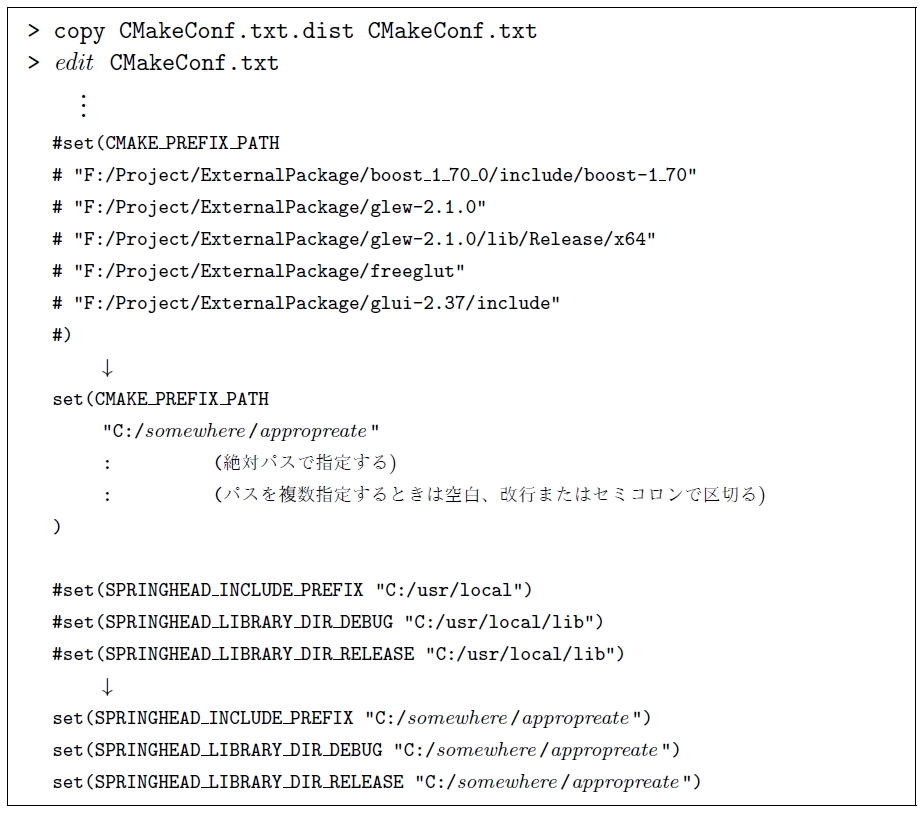 > copy CMakeConf.txt.dist CMakeConf.txt
> edit CMakeConf.txt
⋮
#set(CMAKE_PREFIX_PATH
# "F:/Project/ExternalPackage/boost_1_70_0/include/boost-1_70"
# "F:/Project/ExternalPackage/glew-2.1.0"
# "F:/Project/ExternalPackage/glew-2.1.0/lib/Release/x64"
# "F:/Project/ExternalPackage/freeglut"
# "F:/Project/ExternalPackage/glui-2.37/include"
#)
↓
set(CMAKE_PREFIX_PATH
"C:/somewhere/appropreate"
: (絶対パスで指定する)
: (パスを複数指定するときは空白、改行またはセミコロンで区切る)
)
#set(SPRINGHEAD_INCLUDE_PREFIX "C:/usr/local")
#set(SPRINGHEAD_LIBRARY_DIR_DEBUG "C:/usr/local/lib")
#set(SPRINGHEAD_LIBRARY_DIR_RELEASE "C:/usr/local/lib")
↓
set(SPRINGHEAD_INCLUDE_PREFIX "C:/somewhere/appropreate")
set(SPRINGHEAD_LIBRARY_DIR_DEBUG "C:/somewhere/appropreate")
set(SPRINGHEAD_LIBRARY_DIR_RELEASE "C:/somewhere/appropreate")